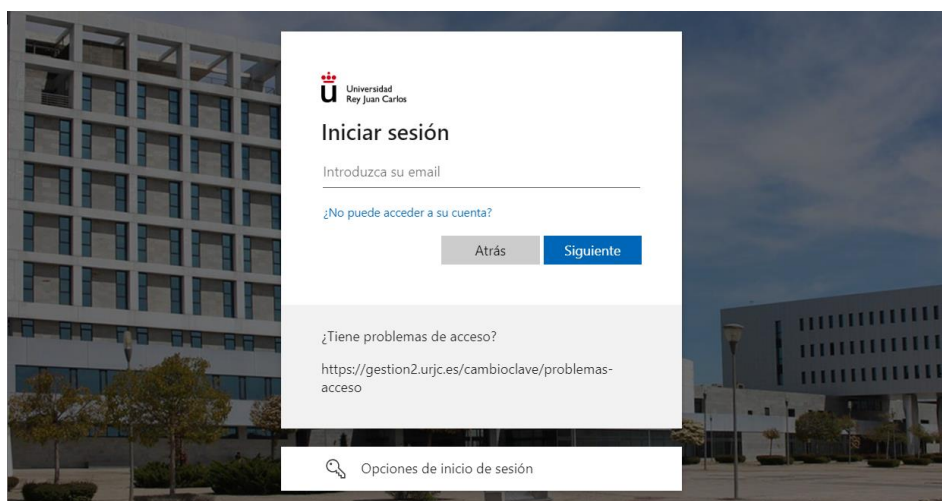 Universidad
Rey Juan Carlos
Iniciar sesión
Introduzca su email
¿No puede acceder a su cuenta?
Atrás
Siguiente
¿Tiene problemas de acceso?
https://gestion2.urjc.es/cambioclave/problemas-
acceso
Opciones de inicio de sesión